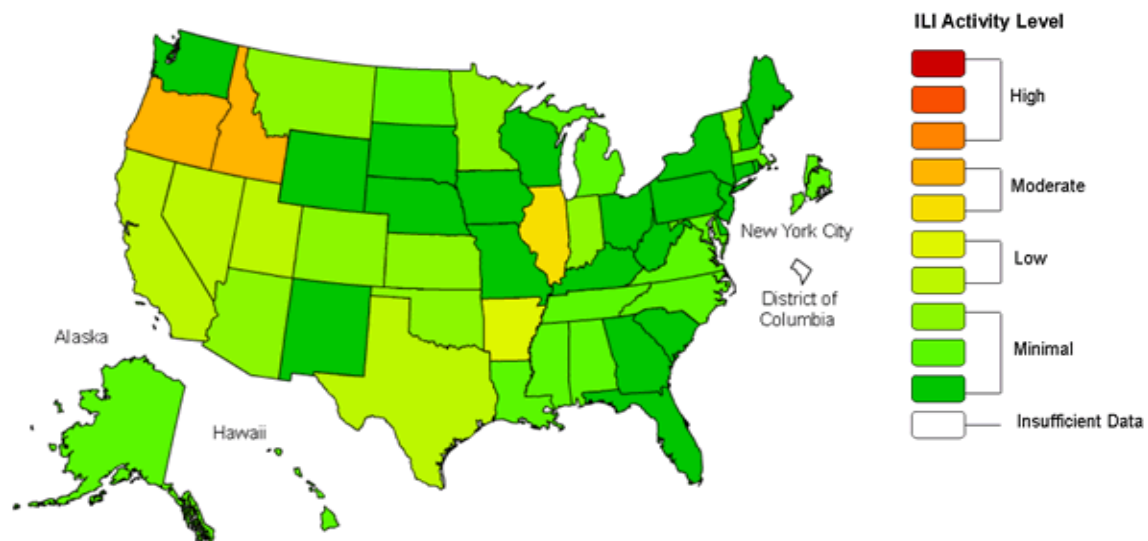 ILI Activity Level
High
Moderate
Low
Minimal
Insufficient Data
New York City
District of
Columbia
Alaska
Hawaii